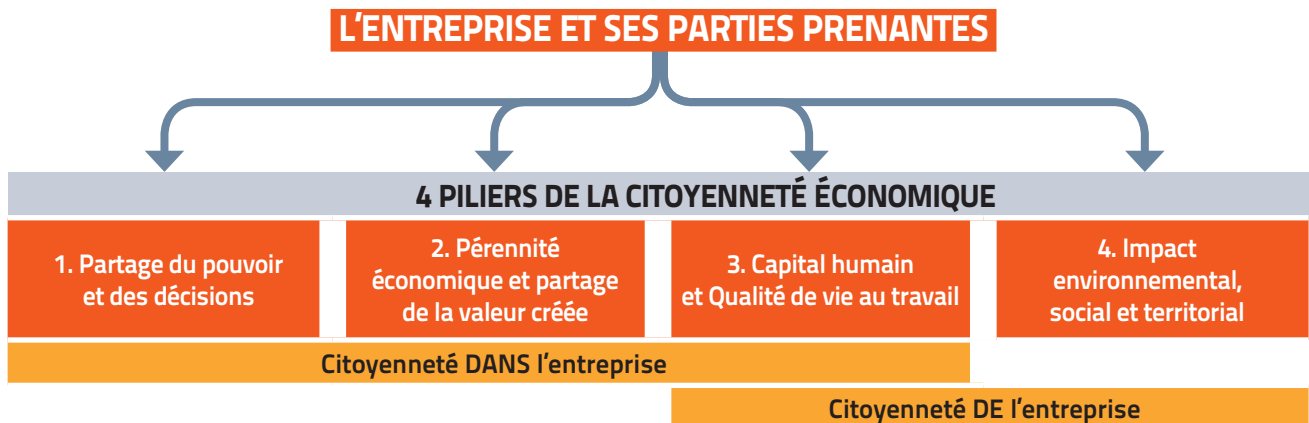 L'ENTREPRISE ET SES PARTIES PRENANTES
4 PILIERS DE LA CITOYENNETÉ ÉCONOMIQUE
1. Partage du pouvoir
et des décisions
2. Pérennité
économique et partage
de la valeur créée
3. Capital humain
et Qualité de vie au travail
4. Impact
environnemental,
social et territorial
Citoyenneté DANS l'entreprise
Citoyenneté DE l'entreprise